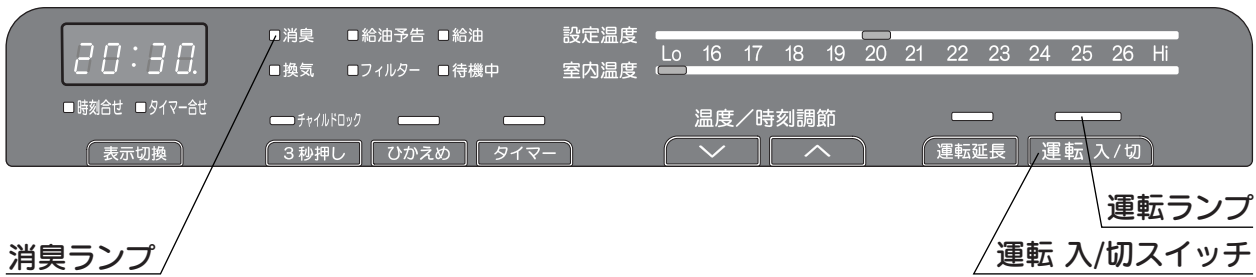 20:30.
消臭 給油予告 給油
設定温度
Lo 16 17 18 19 20 21 22 23 24 25 26 Hi
換気 フィルター 待機中
室内温度
時刻合せ タイマー合せ
チャイルドロック
温度／時刻調節
表示切換 3秒押し ひかえめ タイマー 運転延長 運転 入/切
運転ランプ
消臭ランプ
運転 入/切スイッチ